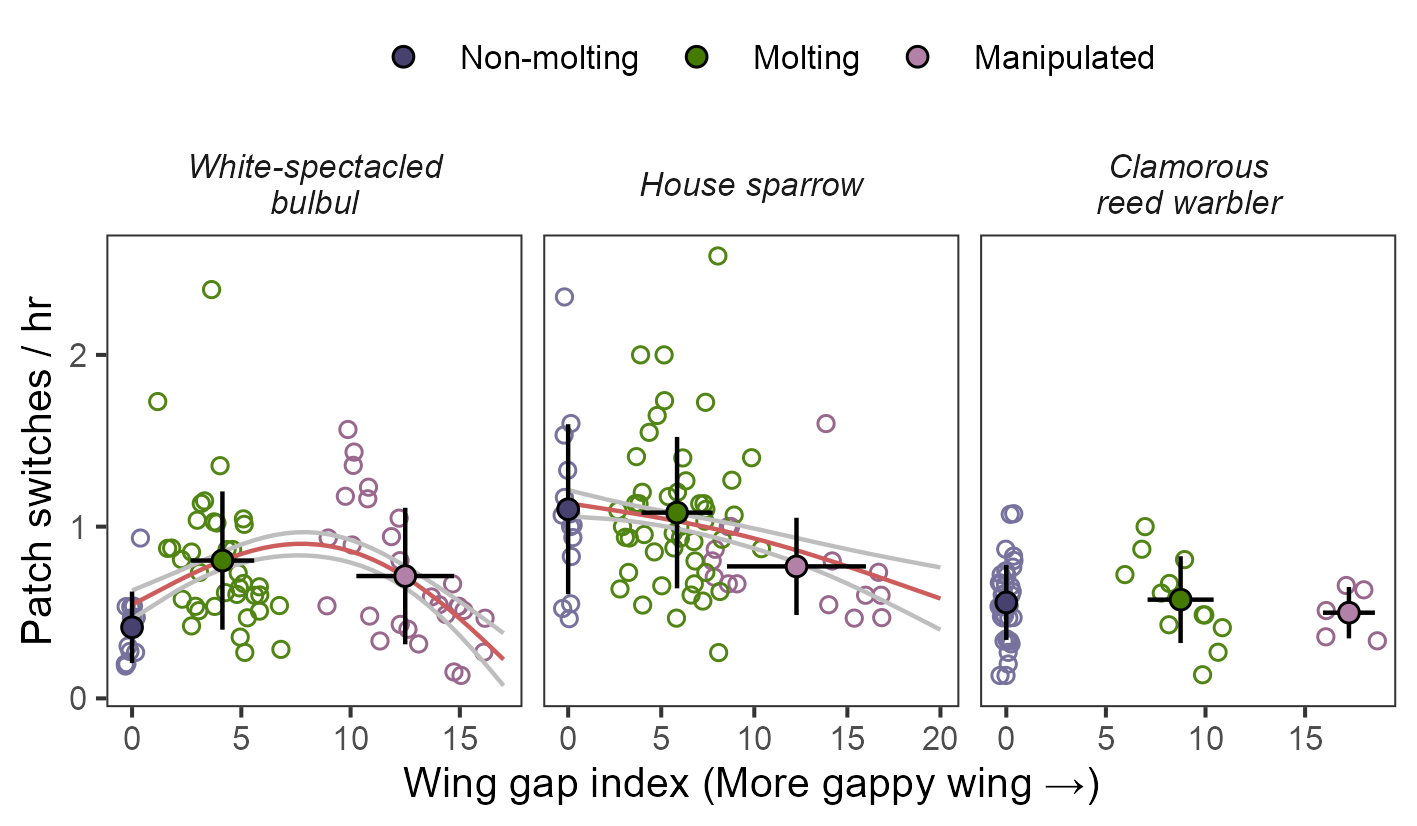 Non-molting Molting Manipulated
White-spectacled
bulbul
House sparrow
Clamorous
reed warbler
Patch switches / hr
2
1
0
0 5 10 15
0 5 10 15 20
0 5 10 15
Wing gap index (More gappy wing →)